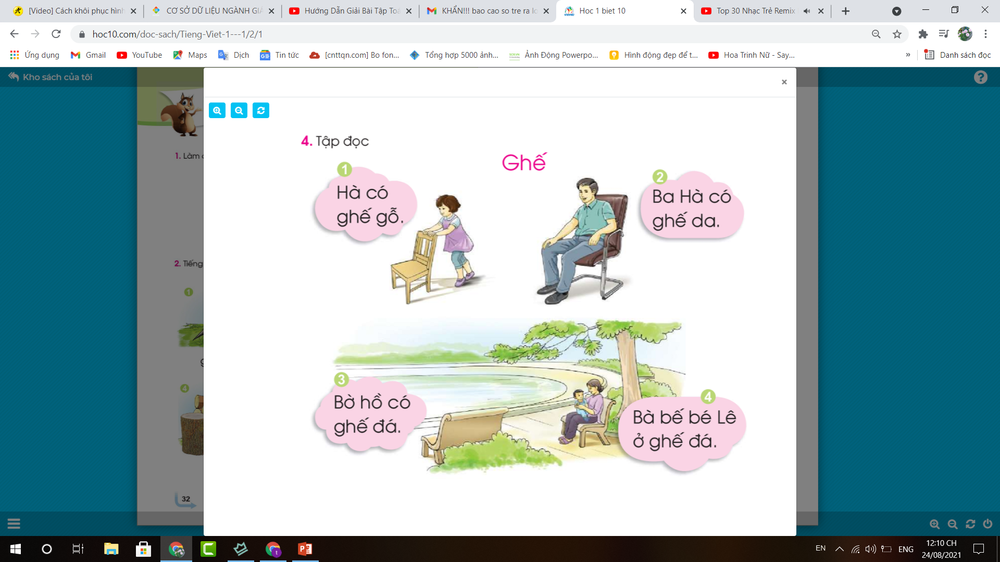 [Video] Cách khôi phục hình
CƠ SỞ DỮ LIỆU NGÀNH GIÁ
Hướng Dẫn Giải Bài Tập Toá
KHẨN!!! bao cao so tre ra lo
Hoc 1 biet 10
Top 30 Nhạc Trẻ Remix
hoc10.com/doc-sach/Tieng-Viet-1---1/2/1
Ứng dụng
Gmail
YouTube
Maps
Dịch
Tin tức
[cnttqn.com] Bo fon...
Tổng hợp 5000 ảnh...
Ảnh Động Powerpo...
Hình động đẹp để t...
Hoa Trinh Nữ - Say...
»
Danh sách đọc
Kho sách của tôi
1. Làm
2. Tiếng
1
4
32
4. Tập đọc
Ghế
1
Hà có
ghế gỗ.
2
Ba Hà có
ghế da.
3
Bờ hồ có
ghế đá.
4
Bà bế bé Lê
ở ghế đá.
EN
ENG
12:10 CH
24/08/2021